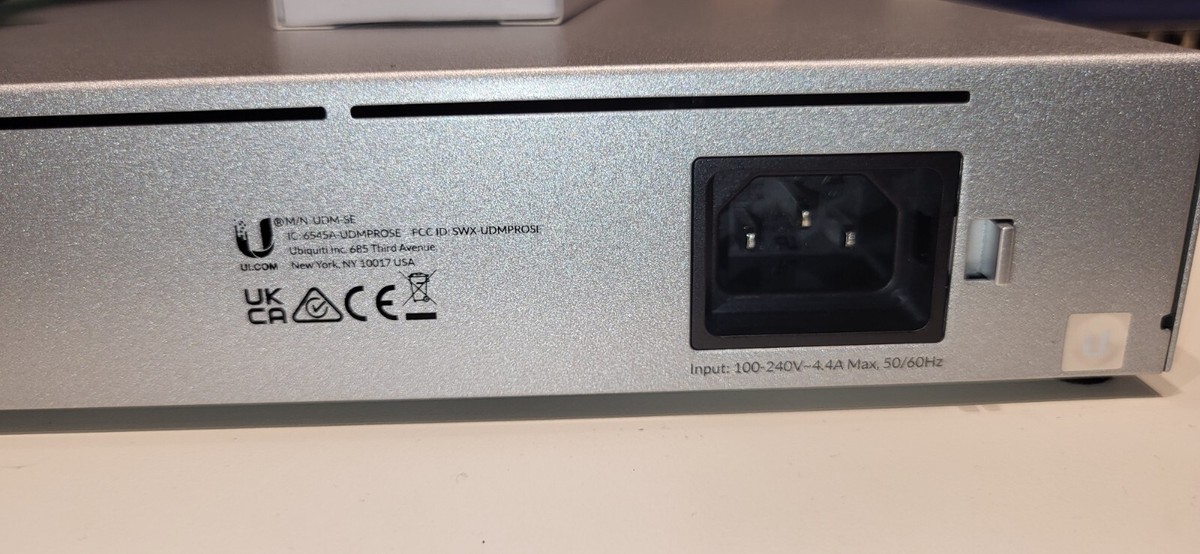 ® M/N: UDM-SE
IC: 6545A-UDMPROSE FCC ID: SWX-UDMPROSE
Ubiquiti Inc. 685 Third Avenue,
New York, NY 10017 USA
UI.COM
UK
CA
CE
Input: 100-240V~4.4A Max, 50/60Hz